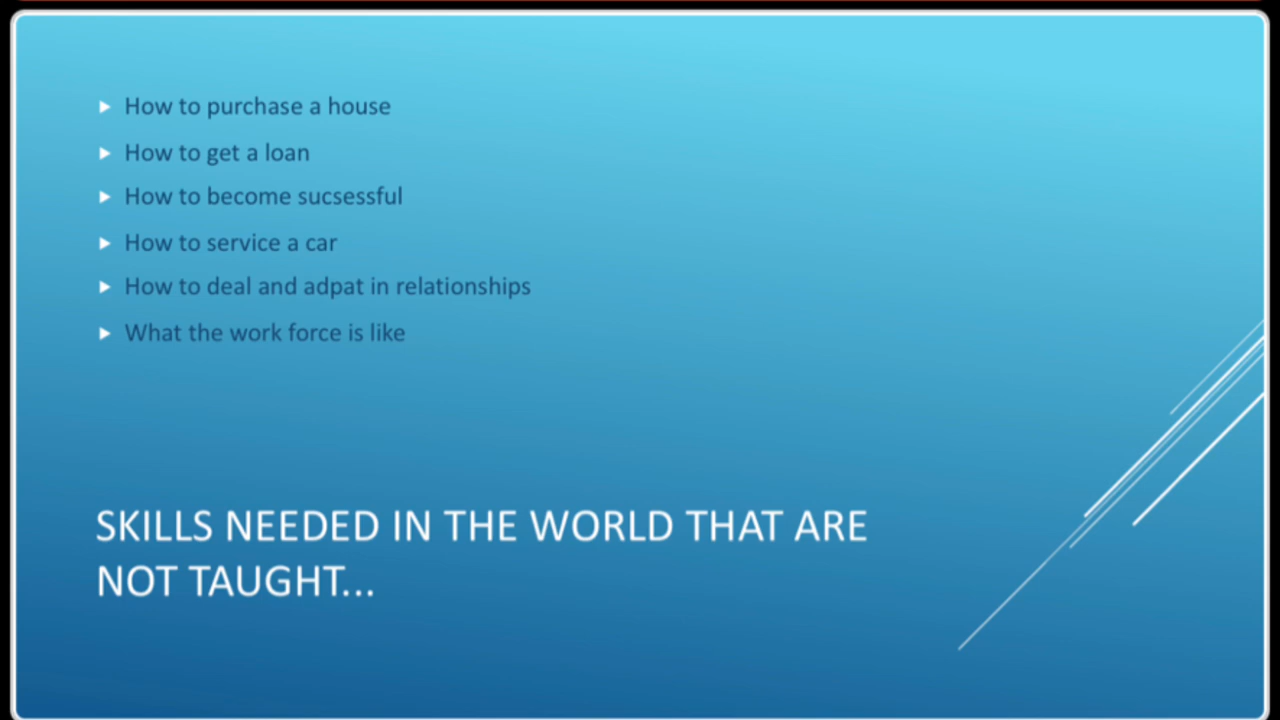 How to purchase a house
How to get a loan
How to become sucsessful
How to service a car
How to deal and adpat in relationships
What the work force is like
SKILLS NEEDED IN THE WORLD THAT ARE
NOT TAUGHT...